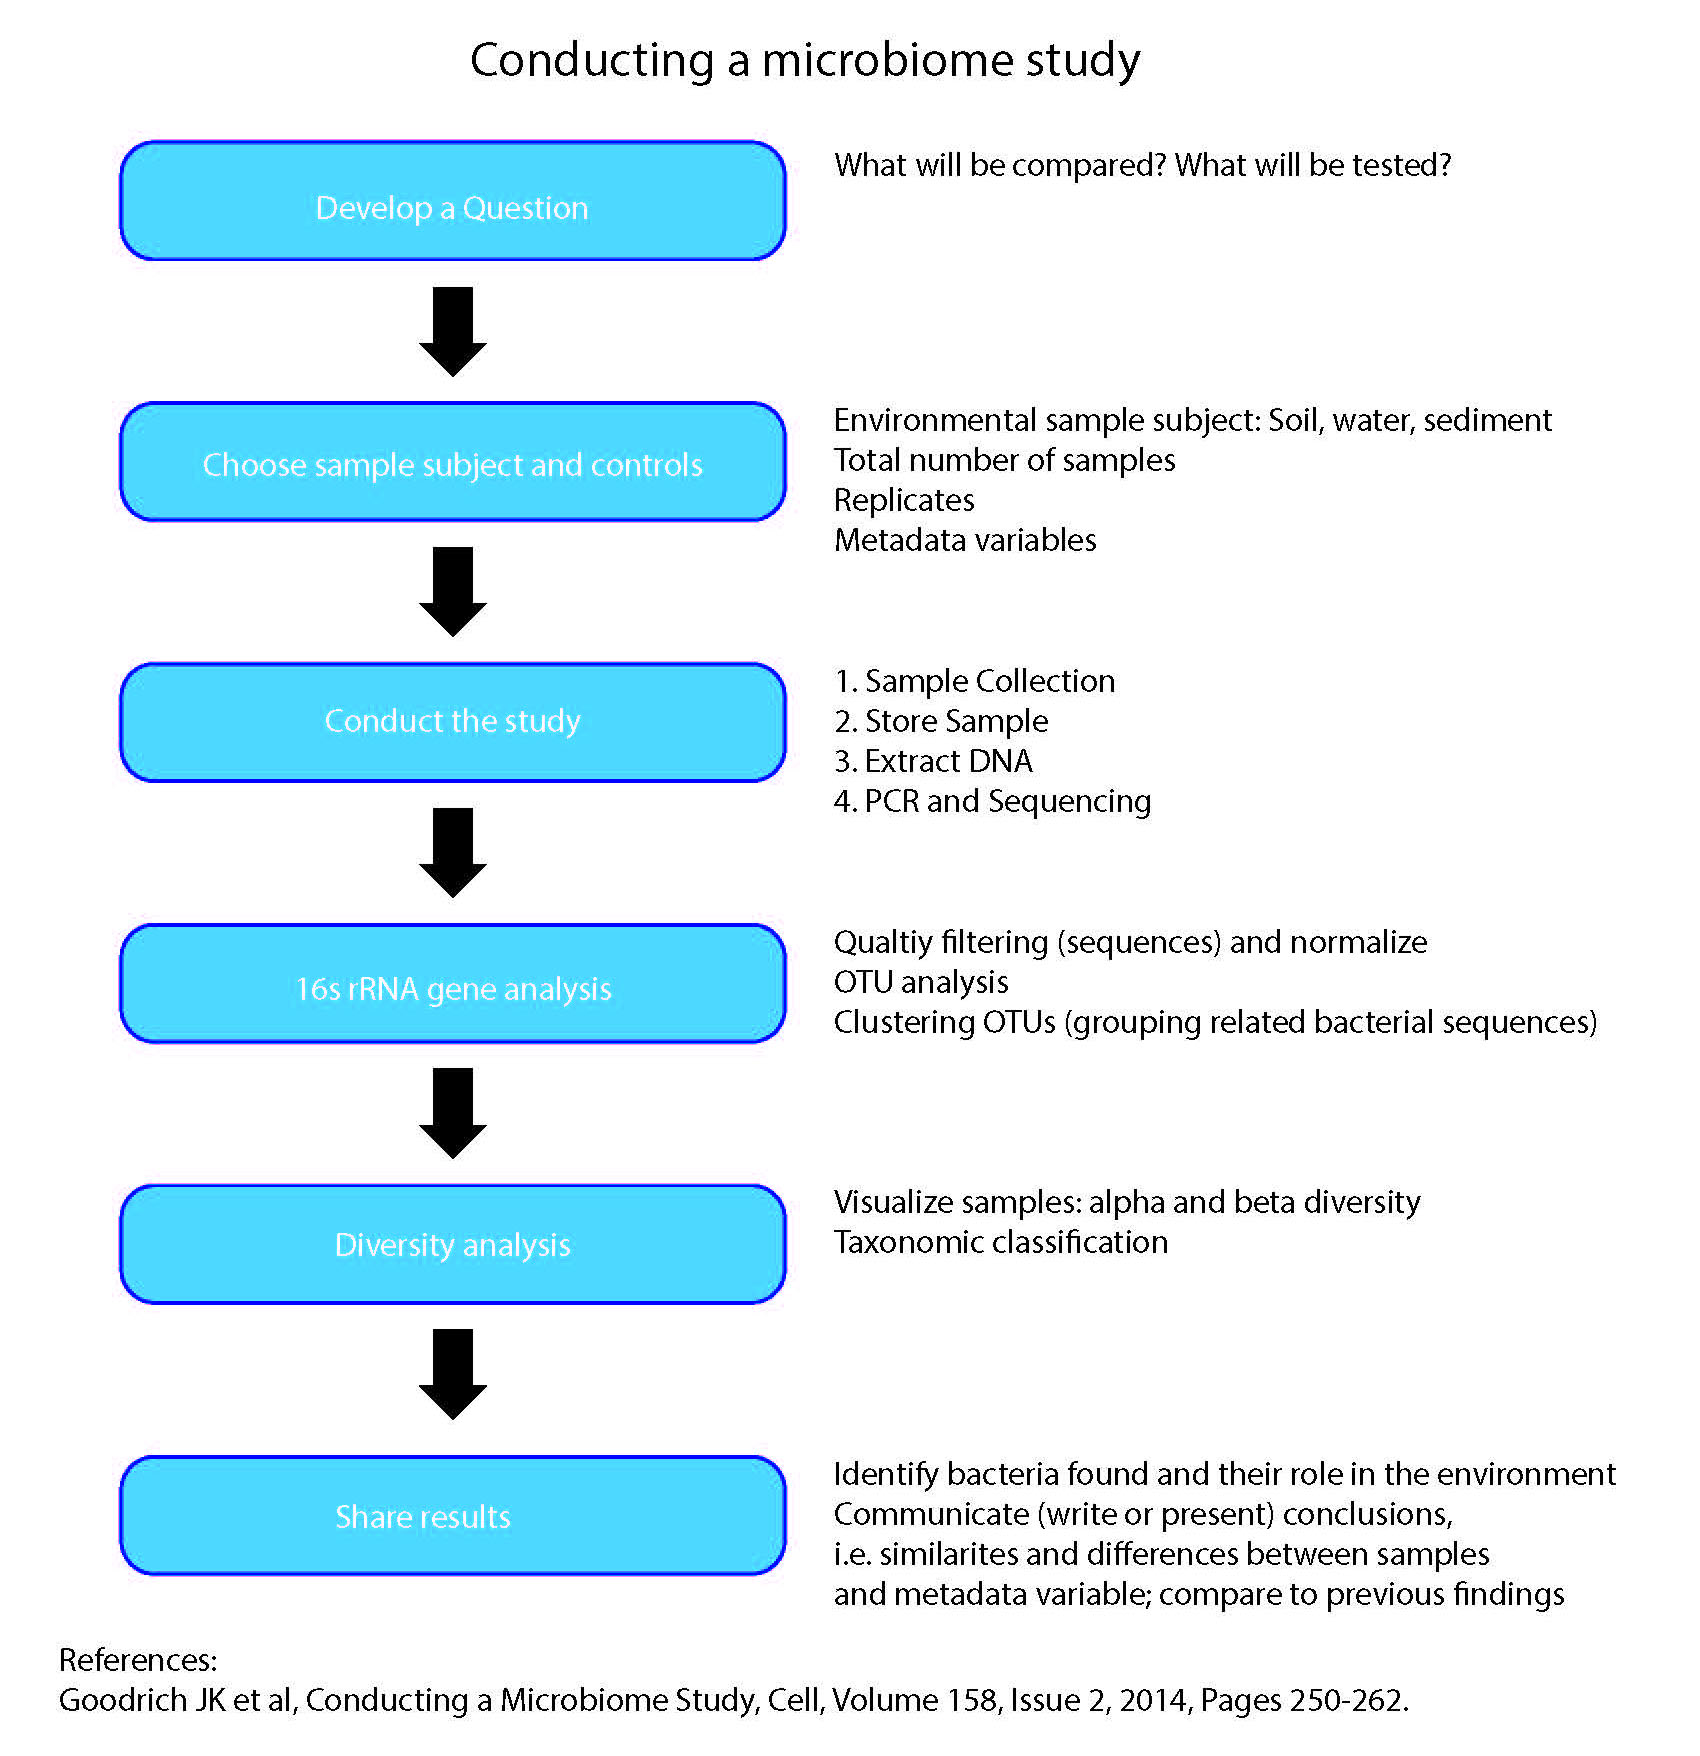 Conducting a microbiome study
Develop a Question
What will be compared? What will be tested?
Choose sample subject and controls
Environmental sample subject: Soil, water, sediment
Total number of samples
Replicates
Metadata variables
Conduct the study
1. Sample Collection
2. Store Sample
3. Extract DNA
4. PCR and Sequencing
16s rRNA gene analysis
Qualtiy filtering (sequences) and normalize
OTU analysis
Clustering OTUs (grouping related bacterial sequences)
Diversity analysis
Visualize samples: alpha and beta diversity
Taxonomic classification
Share results
Identify bacteria found and their role in the environment
Communicate (write or present) conclusions,
i.e. similarites and differences between samples
and metadata variable; compare to previous findings
References:
Goodrich JK et al, Conducting a Microbiome Study, Cell, Volume 158, Issue 2, 2014, Pages 250-262.